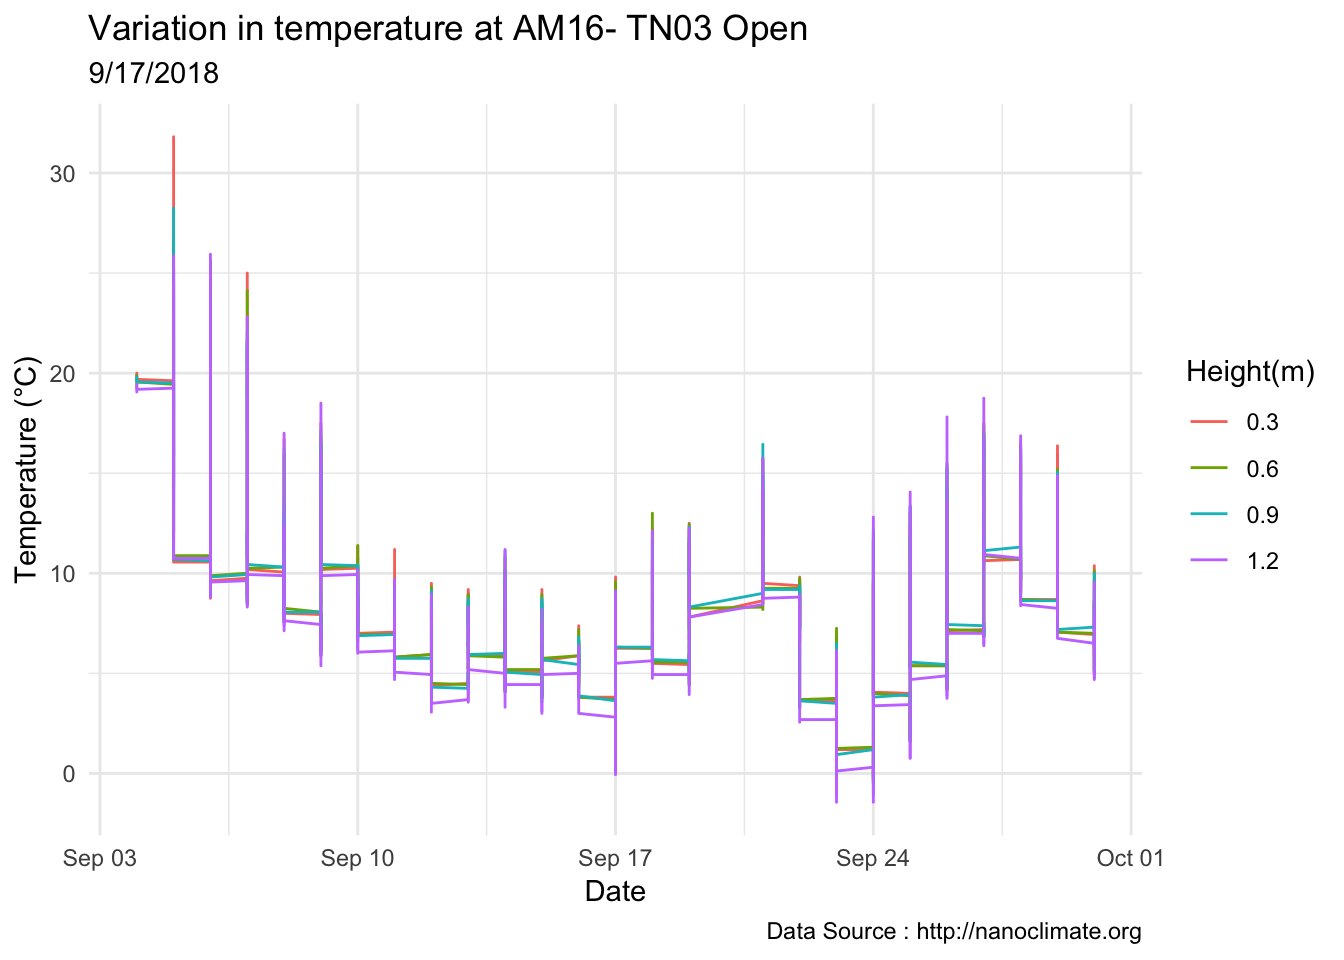 Variation in temperature at AM16- TN03 Open
9/17/2018
Temperature (°C)
30
20
10
0
Sep 03
Sep 10
Sep 17
Sep 24
Oct 01
Date
Height(m)
0.3
0.6
0.9
1.2
Data Source : http://nanoclimate.org